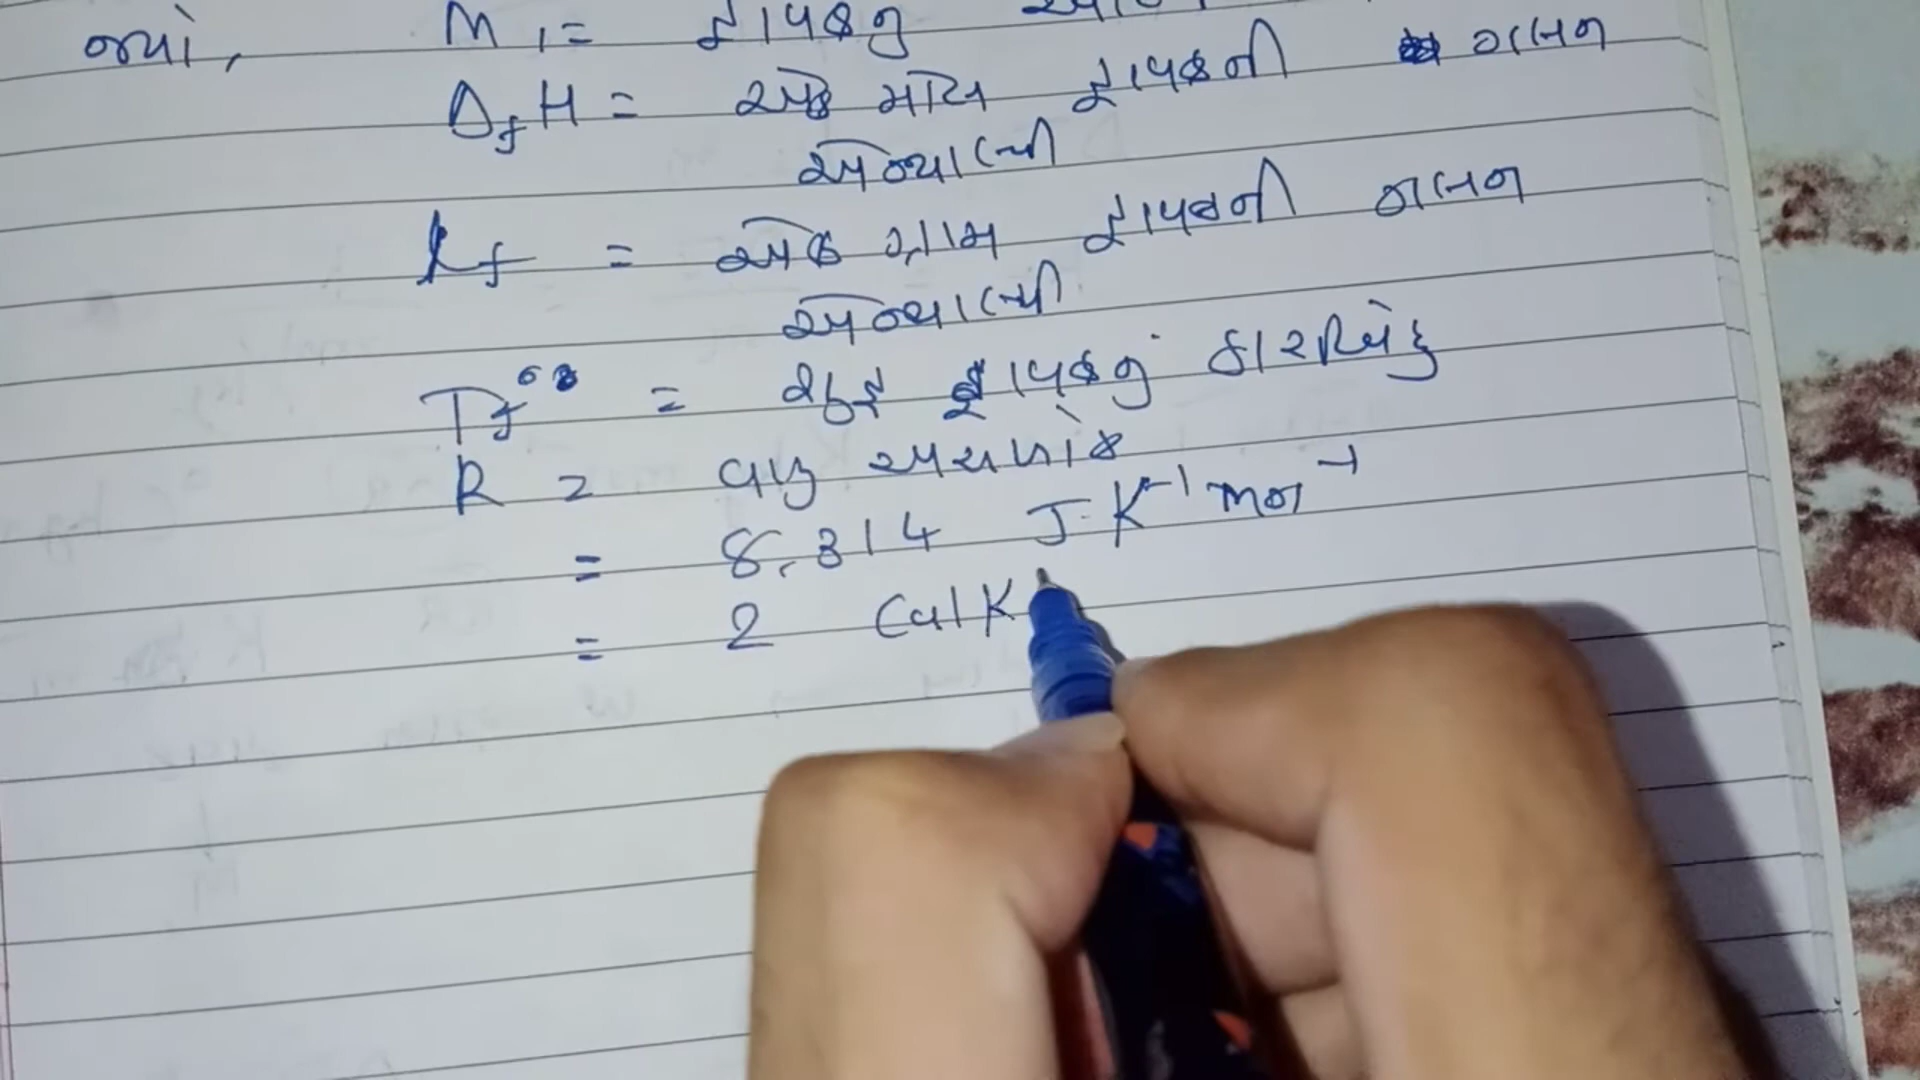 જ્યાં, M1 = દ્રાવકનું
ΔfH = એક મોલ દ્રાવકની ગલન
એન્થાલ્પી
lf = એક ગ્રામ દ્રાવકની ગલન
એન્થાલ્પી
Tf° = શુદ્ધ દ્રાવકનું ઠારબિંદુ
R = વાયુ અચળાંક
= 8.314 J K⁻¹ mol⁻¹
= 2 Cal K